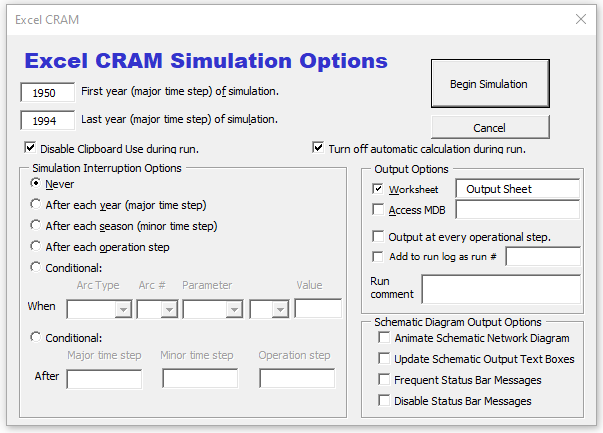 Excel CRAM
Excel CRAM Simulation Options
1950 First year (major time step) of simulation.
1994 Last year (major time step) of simulation.
Begin Simulation
Cancel
Disable Clipboard Use during run.
Turn off automatic calculation during run.
Simulation Interruption Options
Never
After each year (major time step)
After each season (minor time step)
After each operation step
Conditional:
Arc Type Arc # Parameter Value
When
Conditional:
Major time step Minor time step Operation step
After
Output Options
Worksheet Output Sheet
Access MDB
Output at every operational step.
Add to run log as run #
Run
comment
Schematic Diagram Output Options
Animate Schematic Network Diagram
Update Schematic Output Text Boxes
Frequent Status Bar Messages
Disable Status Bar Messages